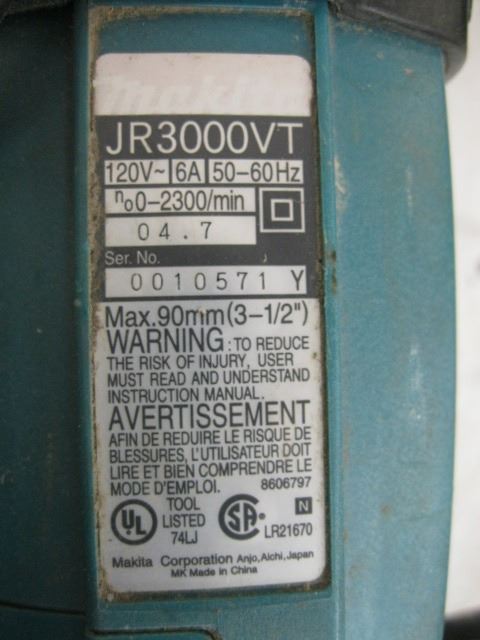 makita
JR3000VT
120V~ 6A 50-60Hz
no0-2300/min
04.7
Ser. No.
0010571 Y
Max.90mm(3-1/2")
WARNING: TO REDUCE
THE RISK OF INJURY, USER
MUST READ AND UNDERSTAND
INSTRUCTION MANUAL.
AVERTISSEMENT
AFIN DE REDUIRE LE RISQUE DE
BLESSURES, L'UTILISATEUR DOIT
LIRE ET BIEN COMPRENDRE LE
MODE D'EMPLOI. 8606797
UL TOOL LISTED 74LJ SA N LR21670
Makita Corporation Anjo, Aichi, Japan
MK Made in China